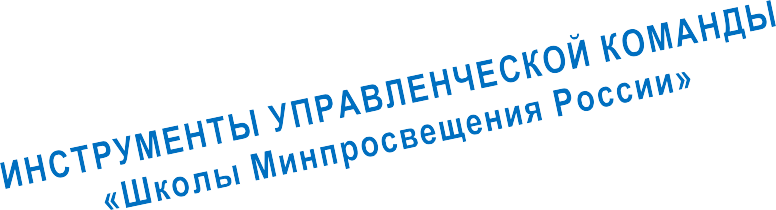 ИНСТРУМЕНТЫ УПРАВЛЕНЧЕСКОЙ КОМАНДЫ
«Школы Минпросвещения России»